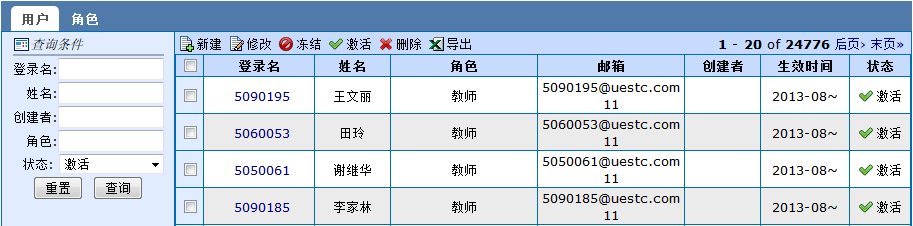 用户 角色
查询条件
登录名:
姓名:
创建者:
角色:
状态: 激活
重置 查询
新建 修改 冻结 激活 删除 导出 1 - 20 of 24776 后页› 末页»
登录名 姓名 角色 邮箱 创建者 生效时间 状态
5090195 王文丽 教师 5090195@uestc.com 2013-08~ 激活
11
5060053 田玲 教师 5060053@uestc.com 2013-08~ 激活
11
5050061 谢继华 教师 5050061@uestc.com 2013-08~ 激活
11
5090185 李家林 教师 5090185@uestc.com 2013-08~ 激活
11